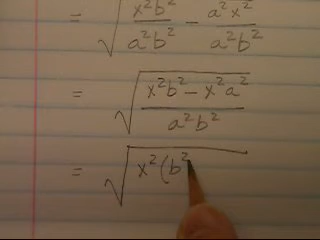 = √(x²b²/a²b² − a²x²/a²b²)
= √((x²b² − x²a²)/a²b²)
= √(x²(b²